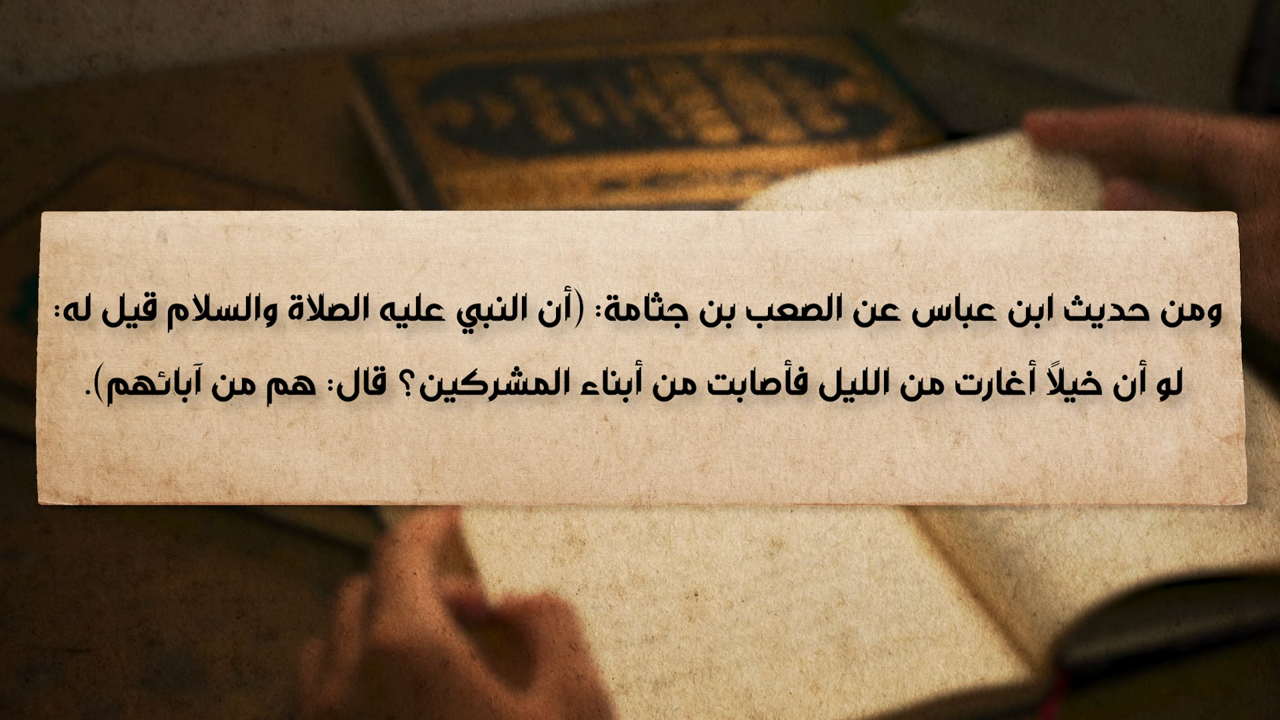 ومن حديث ابن عباس عن الصعب بن جثامة: (أن النبي عليه الصلاة والسلام قيل له:
لو أن خيلاً أغارت من الليل فأصابت من أبناء المشركين؟ قال: هم من آبائهم).